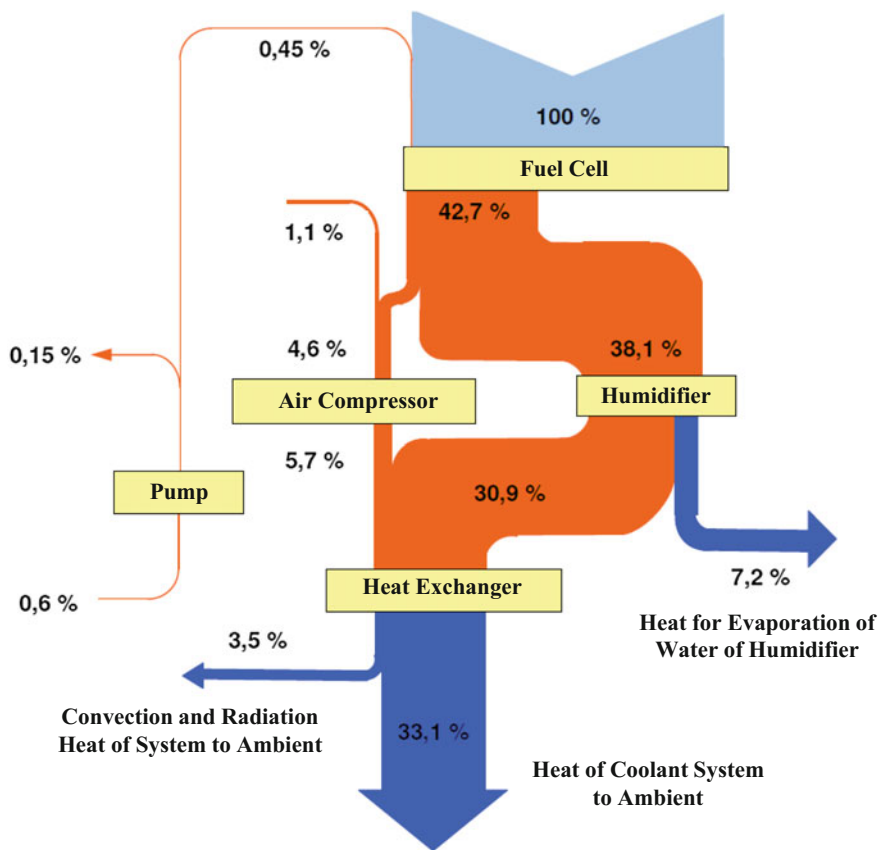 0,45 %
100 %
Fuel Cell
42,7 %
1,1 %
0,15 %
4,6 %
38,1 %
Air Compressor
Humidifier
5,7 %
Pump
30,9 %
Heat Exchanger
7,2 %
0,6 %
Heat for Evaporation of
Water of Humidifier
3,5 %
Convection and Radiation
Heat of System to Ambient
33,1 %
Heat of Coolant System
to Ambient